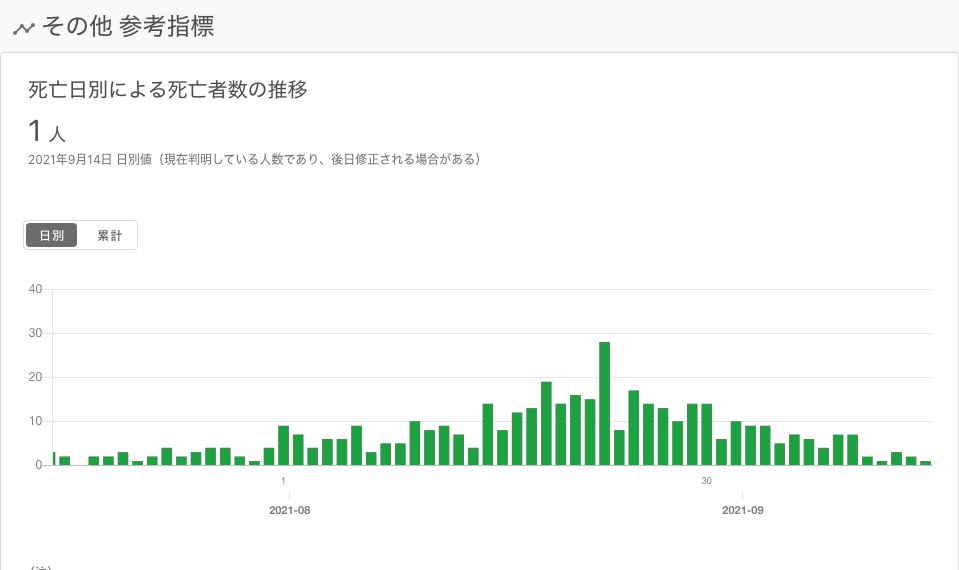 その他 参考指標
死亡日別による死亡者数の推移
1 人
2021年9月14日 日別値（現在判明している人数であり、後日修正される場合がある）
日別 累計
40
30
20
10
0
1 30
2021-08 2021-09